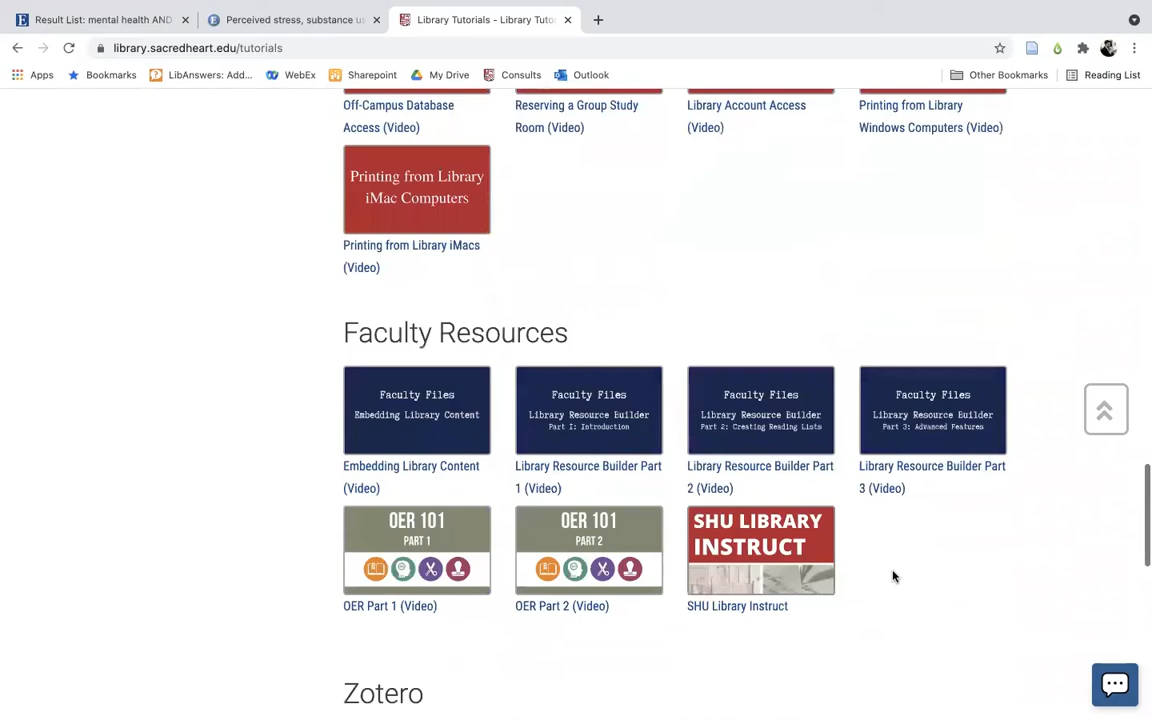 Result List: mental health AND
Perceived stress, substance us
Library Tutorials - Library Tuto
library.sacredheart.edu/tutorials
Apps
Bookmarks
LibAnswers: Add...
WebEx
Sharepoint
My Drive
Consults
Outlook
Other Bookmarks
Reading List
Off-Campus Database
Access (Video)
Reserving a Group Study
Room (Video)
Library Account Access
(Video)
Printing from Library
Windows Computers (Video)
Printing from Library
iMac Computers
Printing from Library iMacs
(Video)
Faculty Resources
Faculty Files
Embedding Library Content
Faculty Files
Library Resource Builder
Part I: Introduction
Faculty Files
Library Resource Builder
Part 2: Creating Reading Lists
Faculty Files
Library Resource Builder
Part 3: Advanced Features
Embedding Library Content
(Video)
Library Resource Builder Part
1 (Video)
Library Resource Builder Part
2 (Video)
Library Resource Builder Part
3 (Video)
OER 101
PART 1
OER 101
PART 2
SHU LIBRARY
INSTRUCT
OER Part 1 (Video)
OER Part 2 (Video)
SHU Library Instruct
Zotero